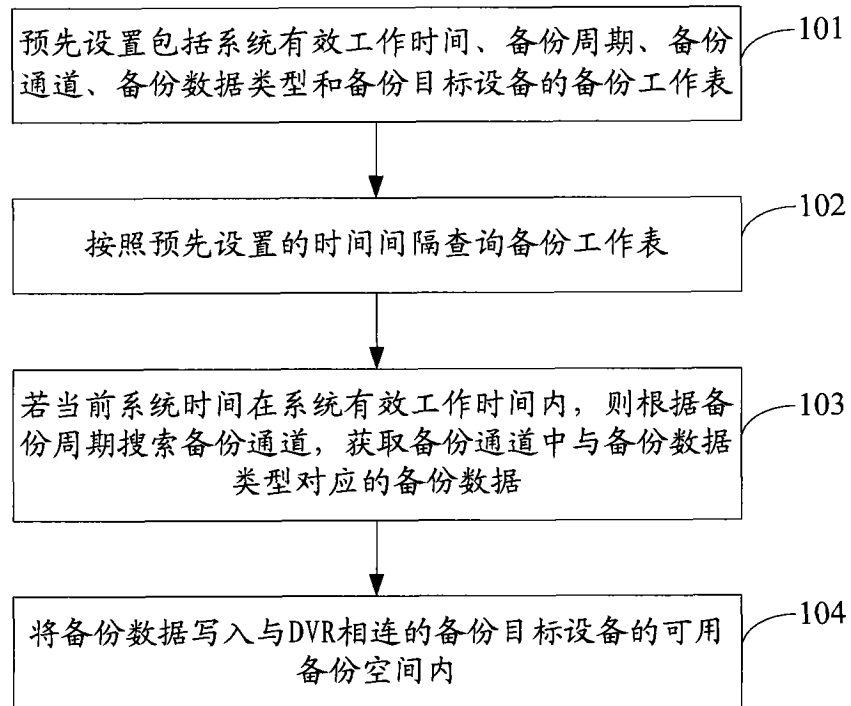 预先设置包括系统有效工作时间、备份周期、备份
通道、备份数据类型和备份目标设备的备份工作表
101
按照预先设置的时间间隔查询备份工作表
102
若当前系统时间在系统有效工作时间内，则根据备
份周期搜索备份通道，获取备份通道中与备份数据
类型对应的备份数据
103
将备份数据写入与DVR相连的备份目标设备的可用
备份空间内
104